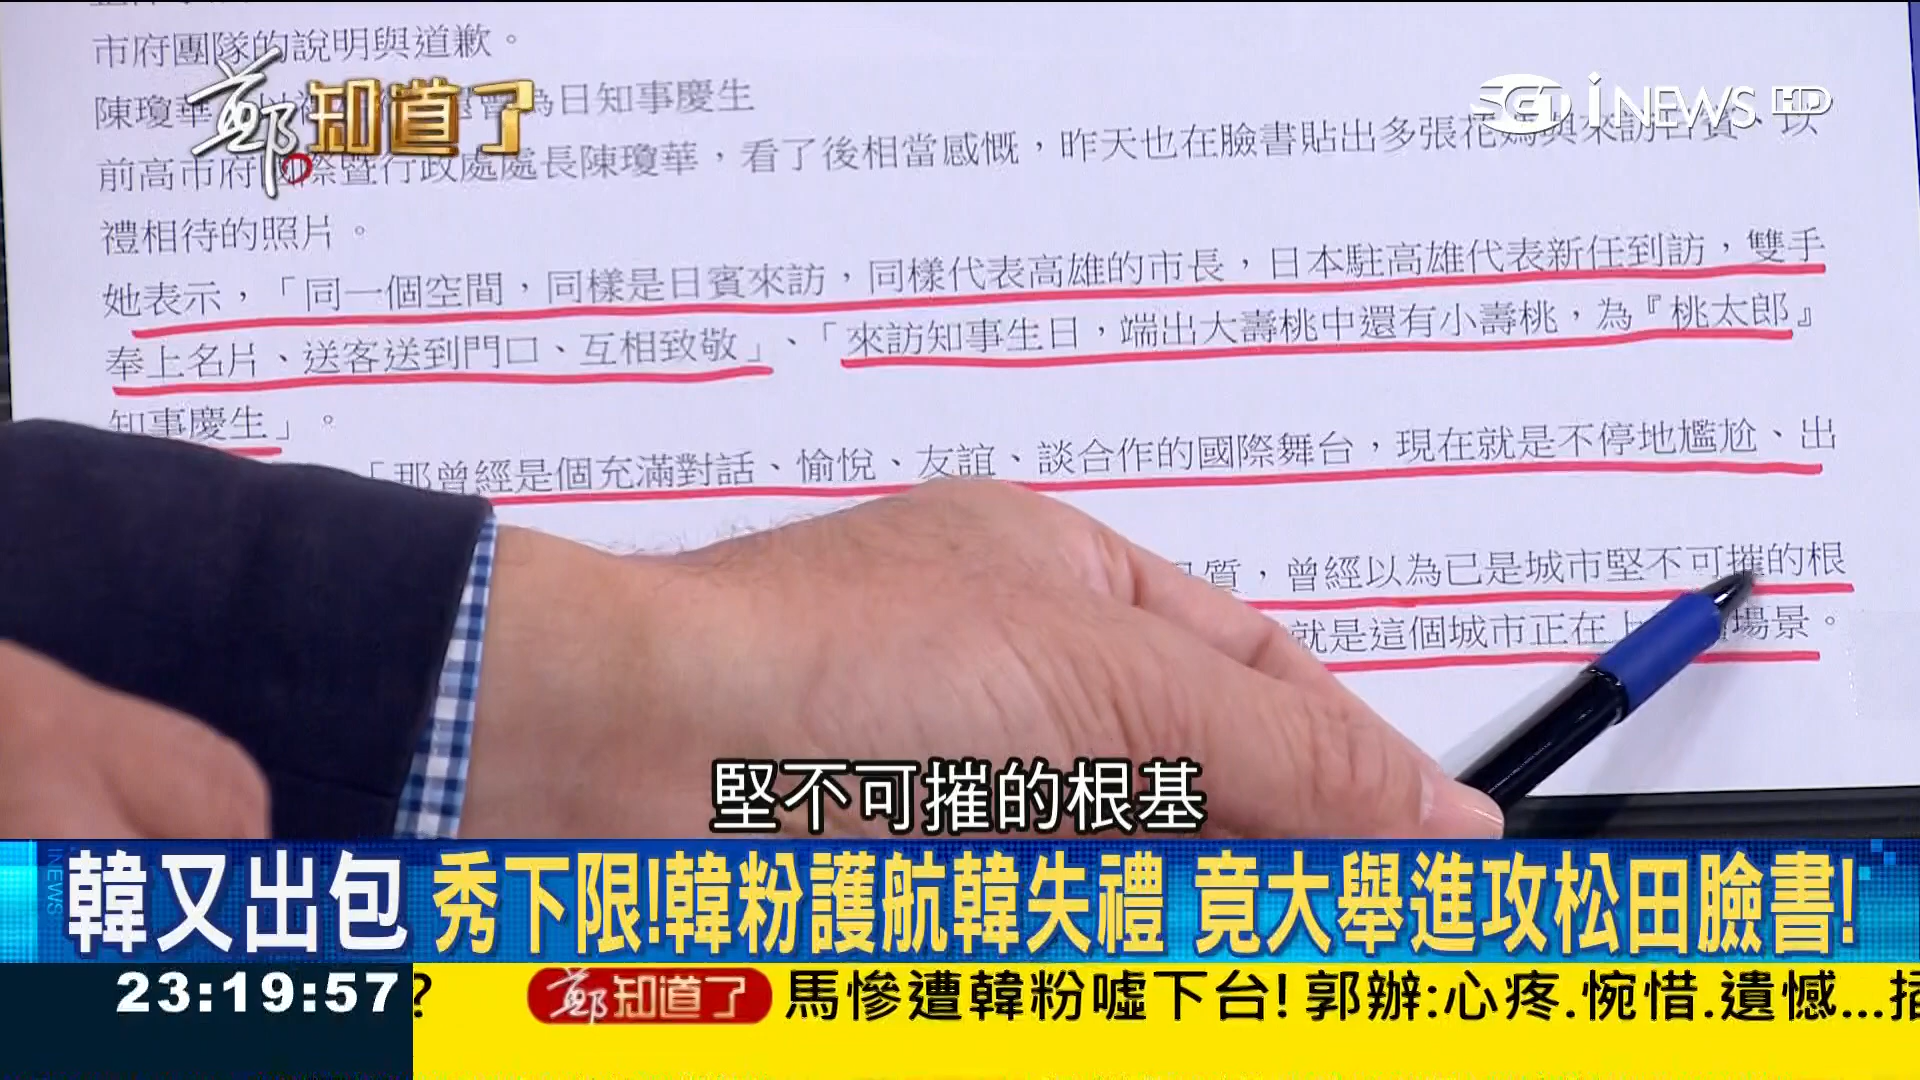 市府團隊的說明與道歉。
鄭知道了
SET iNEWS HD
陳瓊華
為日知事慶生
前高市府國際暨行政處處長陳瓊華，看了後相當感慨，昨天也在臉書貼出多張花媽與來訪日賓，以
禮相待的照片。
她表示，「同一個空間，同樣是日賓來訪，同樣代表高雄的市長，日本駐高雄代表新任到訪，雙手
奉上名片、送客送到門口、互相致敬」、「來訪知事生日，端出大壽桃中還有小壽桃，為『桃太郎』
知事慶生」。
「那曾經是個充滿對話、愉悅、友誼、談合作的國際舞台，現在就是不停地尷尬、出
質，曾經以為已是城市堅不可摧的根
就是這個城市正在上
場景。
堅不可摧的根基
iNEWS
韓又出包 秀下限!韓粉護航韓失禮 竟大舉進攻松田臉書!
23:19:57 ? 鄭知道了 馬慘遭韓粉噓下台!郭辦:心疼.惋惜.遺憾...